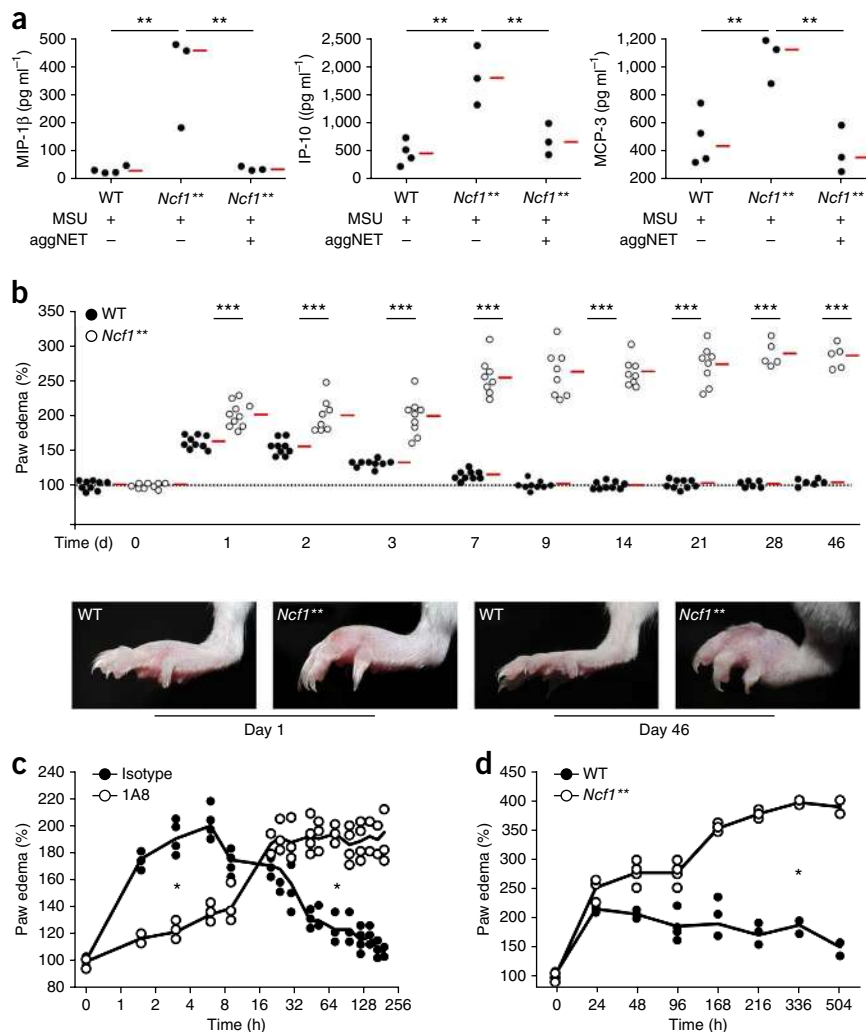 a
** **
MIP-1β (pg ml⁻¹)
500
400
300
200
100
0
WT Ncf1** Ncf1**
MSU + + +
aggNET – – +
** **
IP-10 ((pg ml⁻¹)
2,500
2,000
1,500
1,000
500
0
WT Ncf1** Ncf1**
MSU + + +
aggNET – – +
** **
MCP-3 (pg ml⁻¹)
1,200
1,000
800
600
400
200
WT Ncf1** Ncf1**
MSU + + +
aggNET – – +
b
WT
Ncf1**
*** *** *** *** *** *** *** ***
Paw edema (%)
350
300
250
200
150
100
50
Time (d) 0 1 2 3 7 9 14 21 28 46
WT Ncf1** WT Ncf1**
Day 1 Day 46
c
Isotype
1A8
Paw edema (%)
240
220
200
180
160
140
120
100
80
* *
0 1 2 4 8 16 32 64 128 256
Time (h)
d
WT
Ncf1**
Paw edema (%)
450
400
350
300
250
200
150
100
*
0 24 48 96 168 216 336 504
Time (h)